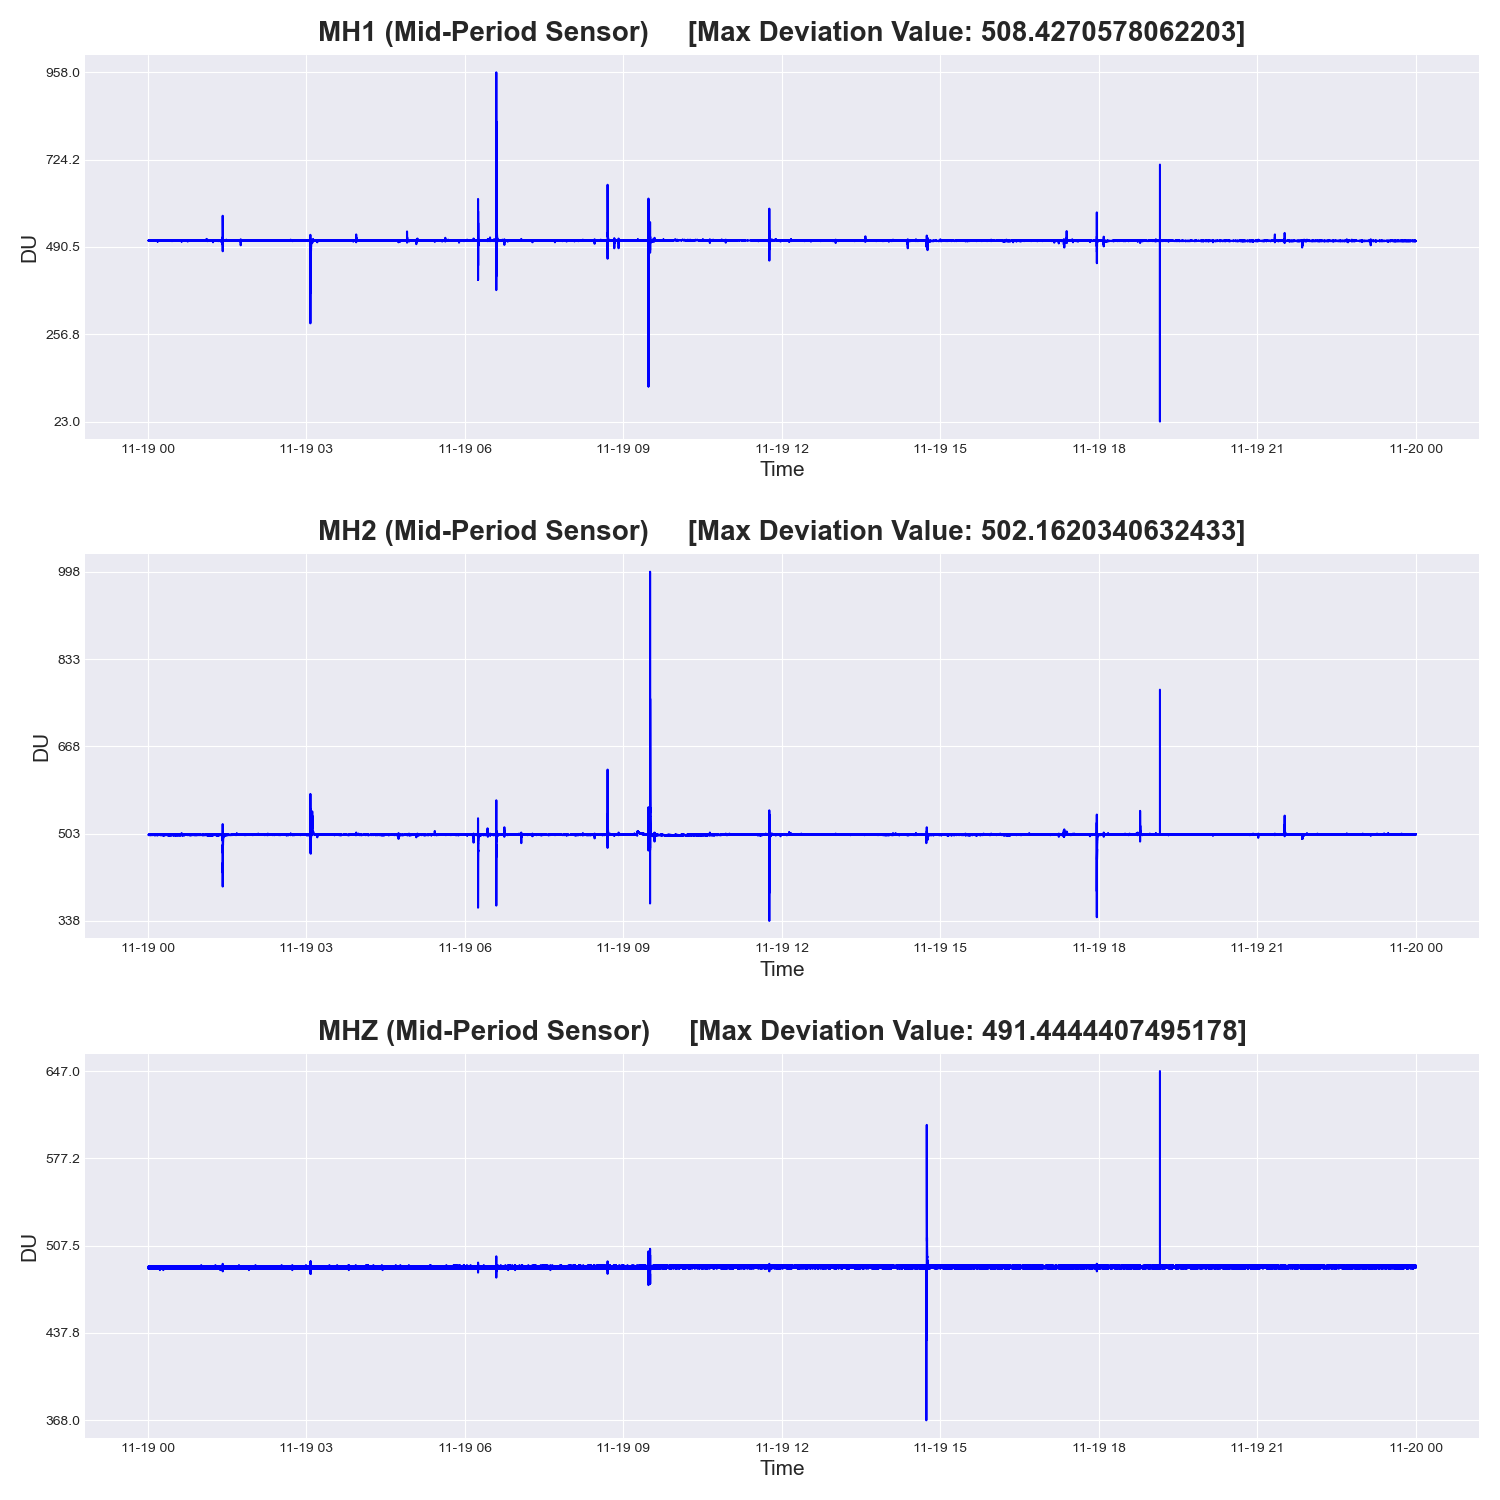 MH1 (Mid-Period Sensor) [Max Deviation Value: 508.4270578062203]
958.0
724.2
490.5
256.8
23.0
DU
11-19 00 11-19 03 11-19 06 11-19 09 11-19 12 11-19 15 11-19 18 11-19 21 11-20 00
Time
MH2 (Mid-Period Sensor) [Max Deviation Value: 502.1620340632433]
998
833
668
503
338
DU
11-19 00 11-19 03 11-19 06 11-19 09 11-19 12 11-19 15 11-19 18 11-19 21 11-20 00
Time
MHZ (Mid-Period Sensor) [Max Deviation Value: 491.4444407495178]
647.0
577.2
507.5
437.8
368.0
DU
11-19 00 11-19 03 11-19 06 11-19 09 11-19 12 11-19 15 11-19 18 11-19 21 11-20 00
Time